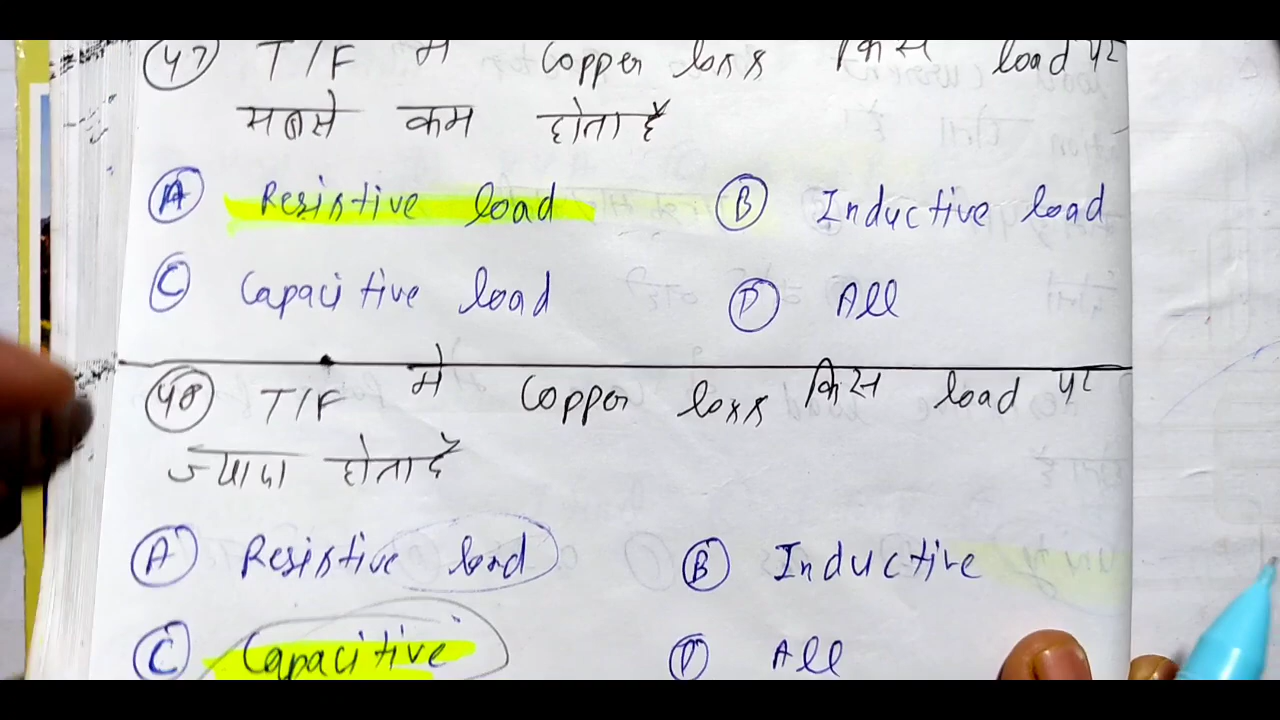 47 T/F मे Copper loss किस load पर
सबसे कम होता है
A Resistive load B Inductive load
C Capacitive load D All
48 T/F मे Copper loss किस load पर
ज्यादा होता है
A Resistive load B Inductive
C Capacitive D All